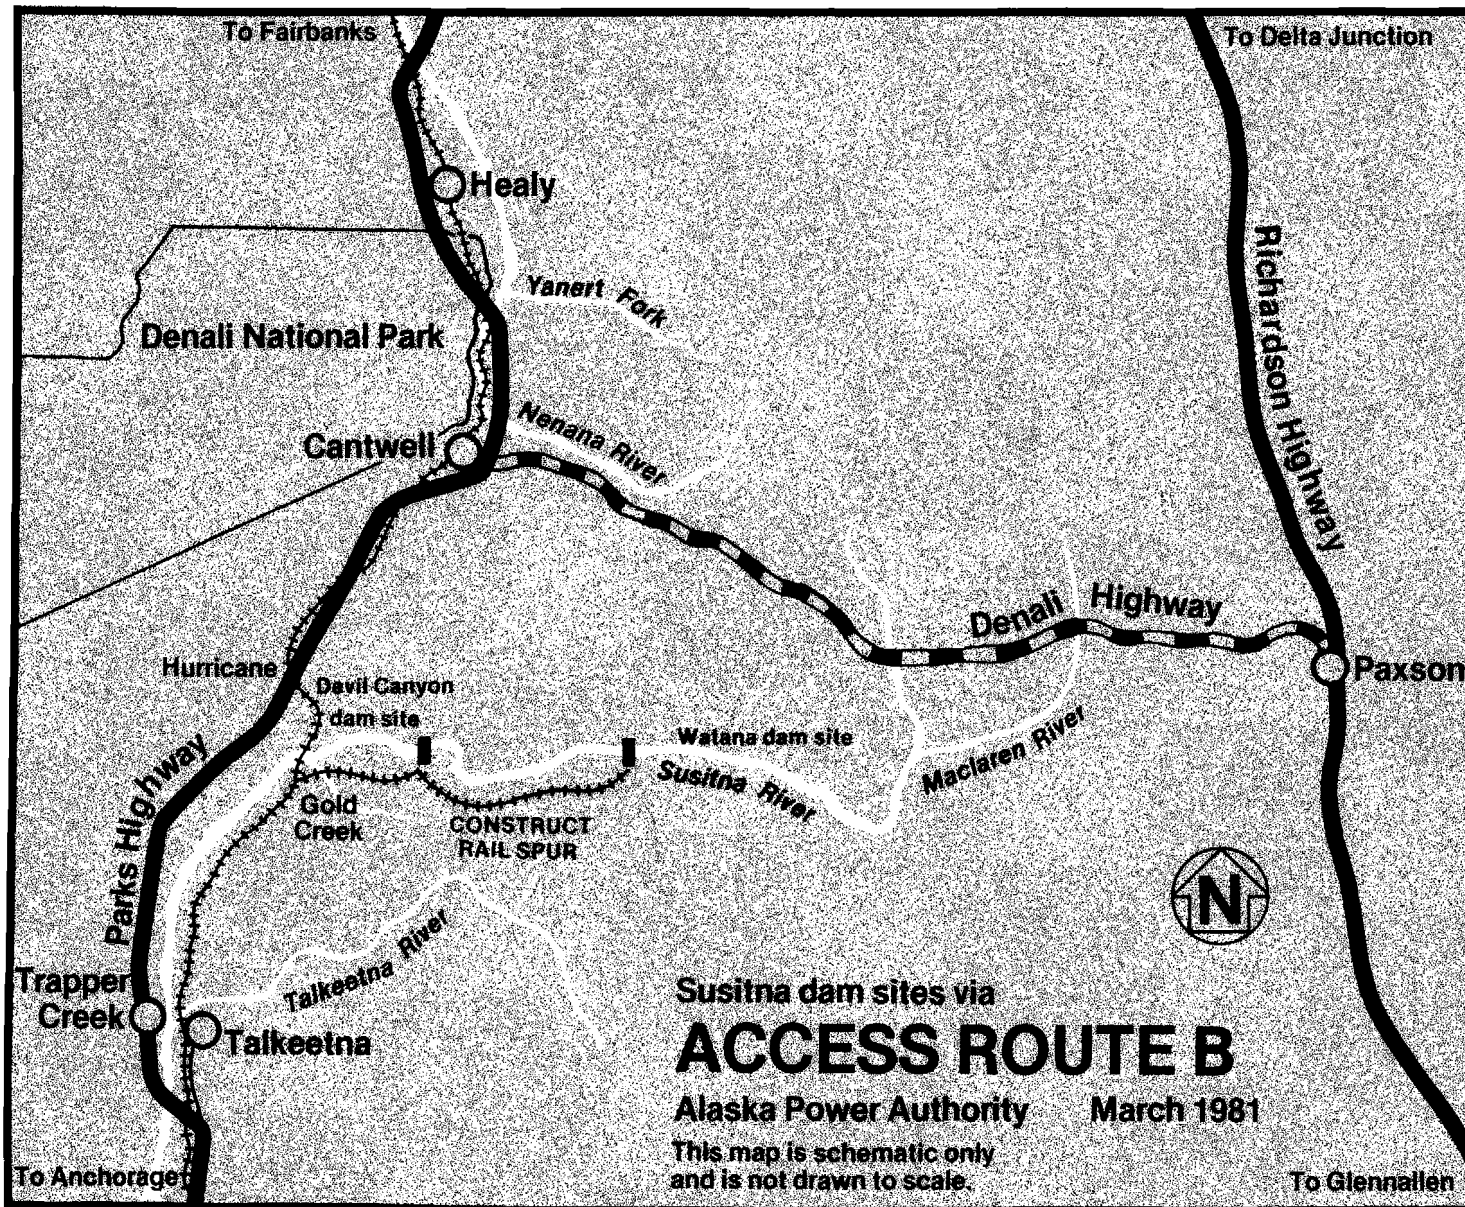 To Fairbanks
To Delta Junction
Healy
Yanert Fork
Richardson Highway
Denali National Park
Nenana River
Cantwell
Denali Highway
Hurricane
Paxson
Devil Canyon
dam site
Watana dam site
Susitna River
Maclaren River
Parks Highway
Gold
Creek
CONSTRUCT
RAIL SPUR
N
Talkeetna River
Trapper
Creek
Talkeetna
Susitna dam sites via
ACCESS ROUTE B
Alaska Power Authority March 1981
This map is schematic only
and is not drawn to scale.
To Anchorage
To Glennallen